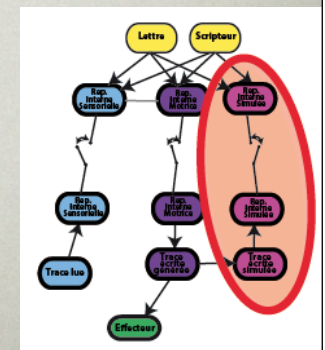 Lettre Scripteur
Rep. Rep. Rep.
Interne Interne Interne
Sensorielle Motrice Simulée
Rep. Rep. Rep.
Interne Interne Interne
Sensorielle Motrice Simulée
Trace lue Trace Trace
écrite écrite
générée simulée
Effecteur